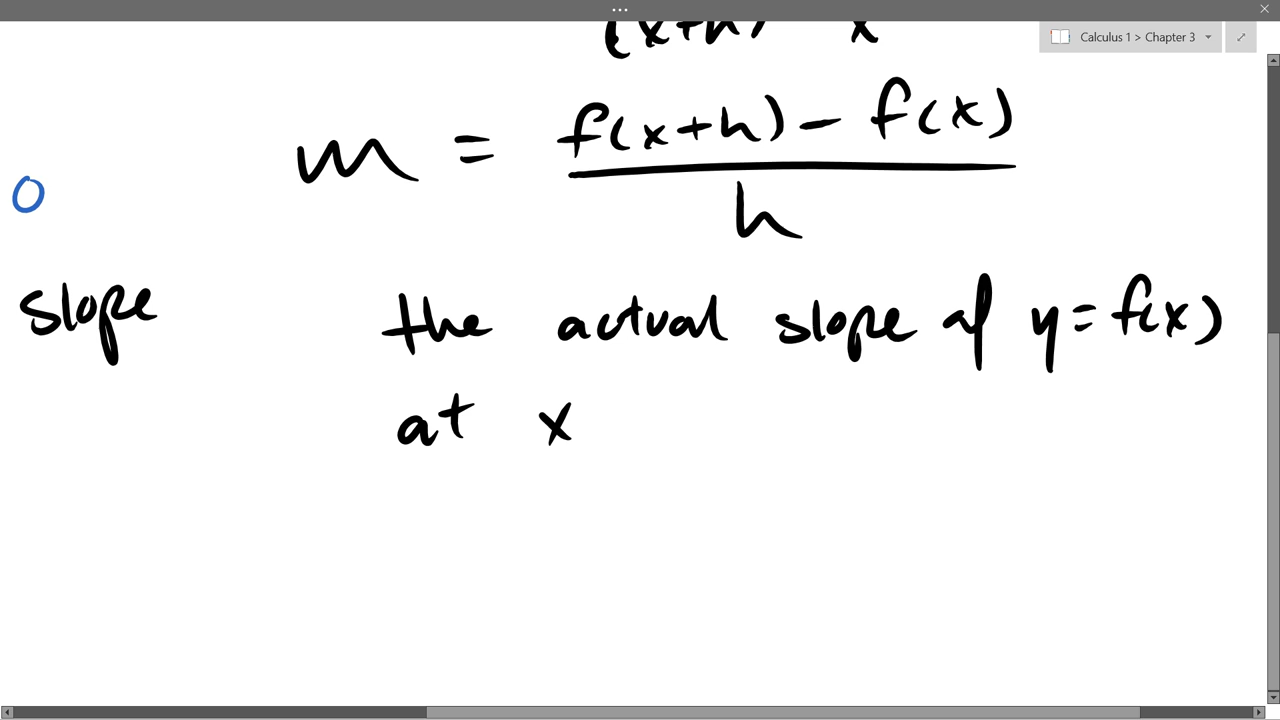 Calculus 1 > Chapter 3
(x+h) x
m = f(x+h) - f(x)
h
0
slope
the actual slope of y = f(x)
at x